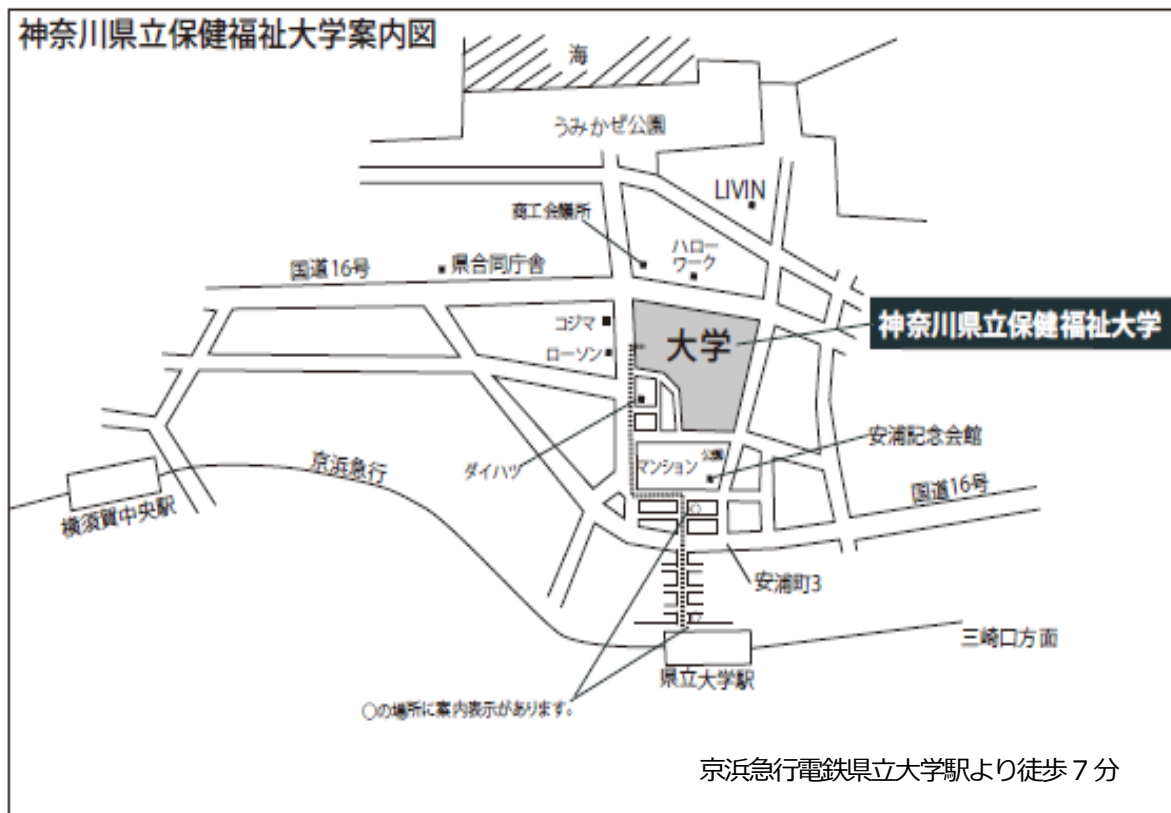 神奈川県立保健福祉大学案内図
海
うみかぜ公園
LIVIN
商工会議所
ハロー
ワーク
国道16号
県合同庁舎
コジマ
ローソン
大学
神奈川県立保健福祉大学
安浦記念会館
ダイハツ
マンション
公園
京浜急行
国道16号
横須賀中央駅
安浦町3
三崎口方面
県立大学駅
○の場所に案内表示があります。
京浜急行電鉄県立大学駅より徒歩7分